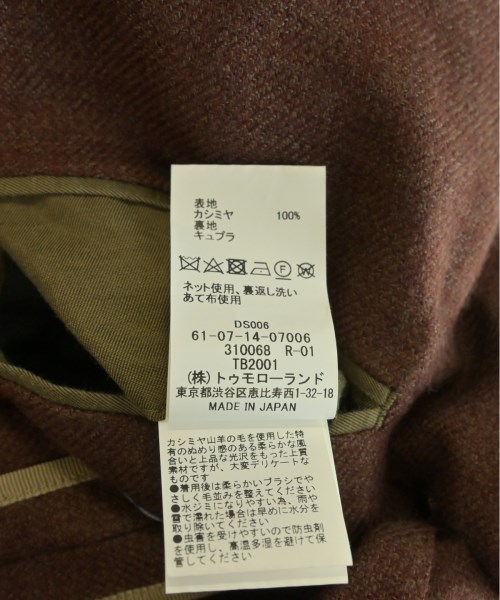 表地
カシミヤ 100%
裏地
キュプラ
ネット使用、裏返し洗い
あて布使用
DS006
61-07-14-07006
310068 R-01
TB2001
(株)トゥモローランド
東京都渋谷区恵比寿西1-32-18
MADE IN JAPAN
カシミヤ山羊の毛を使用した特
有のぬめり感のある柔らかな風
合いと上品な光沢をもった上質
素材ですが、大変デリケートな
ものです
●着用後は柔らかいブラシでや
さしく毛並みを整えてください
●水ジミになりやすい為、雨や
雪で濡れた場合は早めに水分を
取り除いてください
●虫害を受けやすいので防虫剤
を使用し、高温多湿を避けて保
管してください